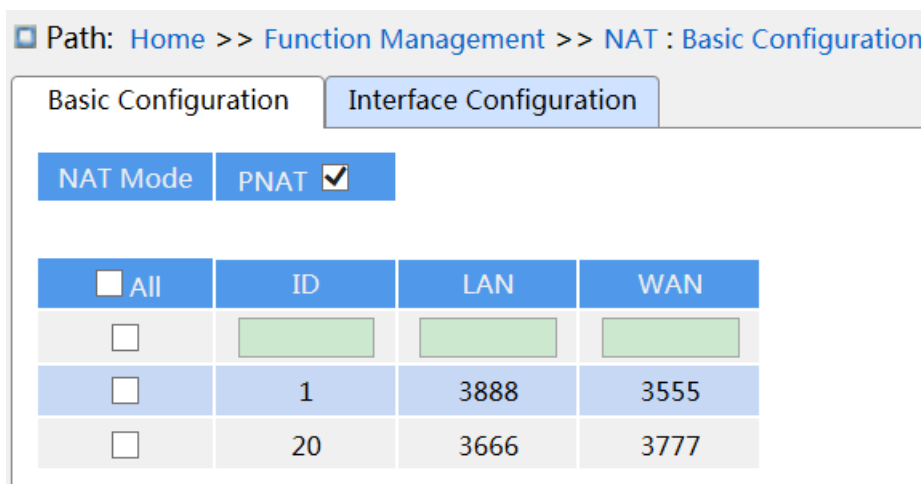 Path: Home >> Function Management >> NAT : Basic Configuration
Basic Configuration Interface Configuration
NAT Mode PNAT
All ID LAN WAN
1 3888 3555
20 3666 3777